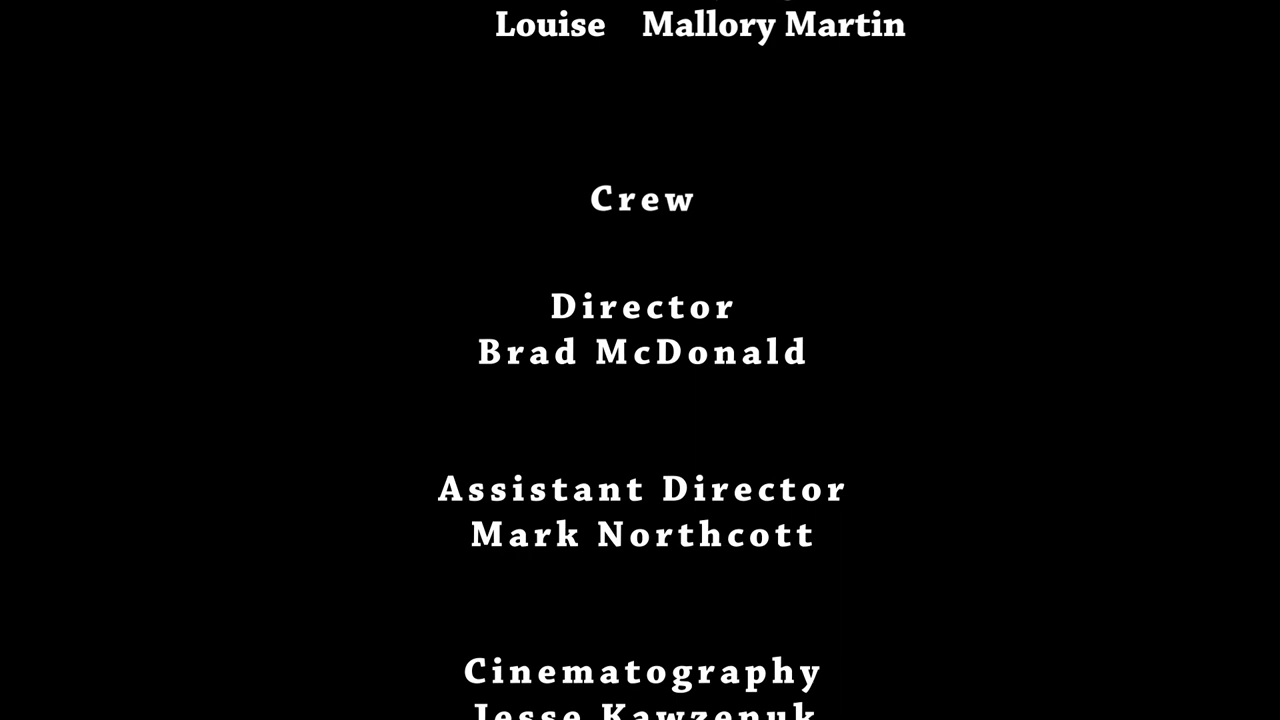 Louise Mallory Martin
Crew
Director
Brad McDonald
Assistant Director
Mark Northcott
Cinematography
Jesse Kawzenuk